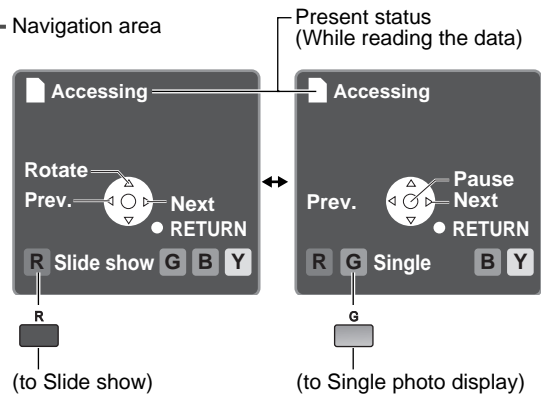 Navigation area
Present status
(While reading the data)
Accessing
Rotate
Prev.
Next
RETURN
R Slide show G B Y
R
(to Slide show)
Accessing
Prev.
Pause
Next
RETURN
R G Single B Y
G
(to Single photo display)